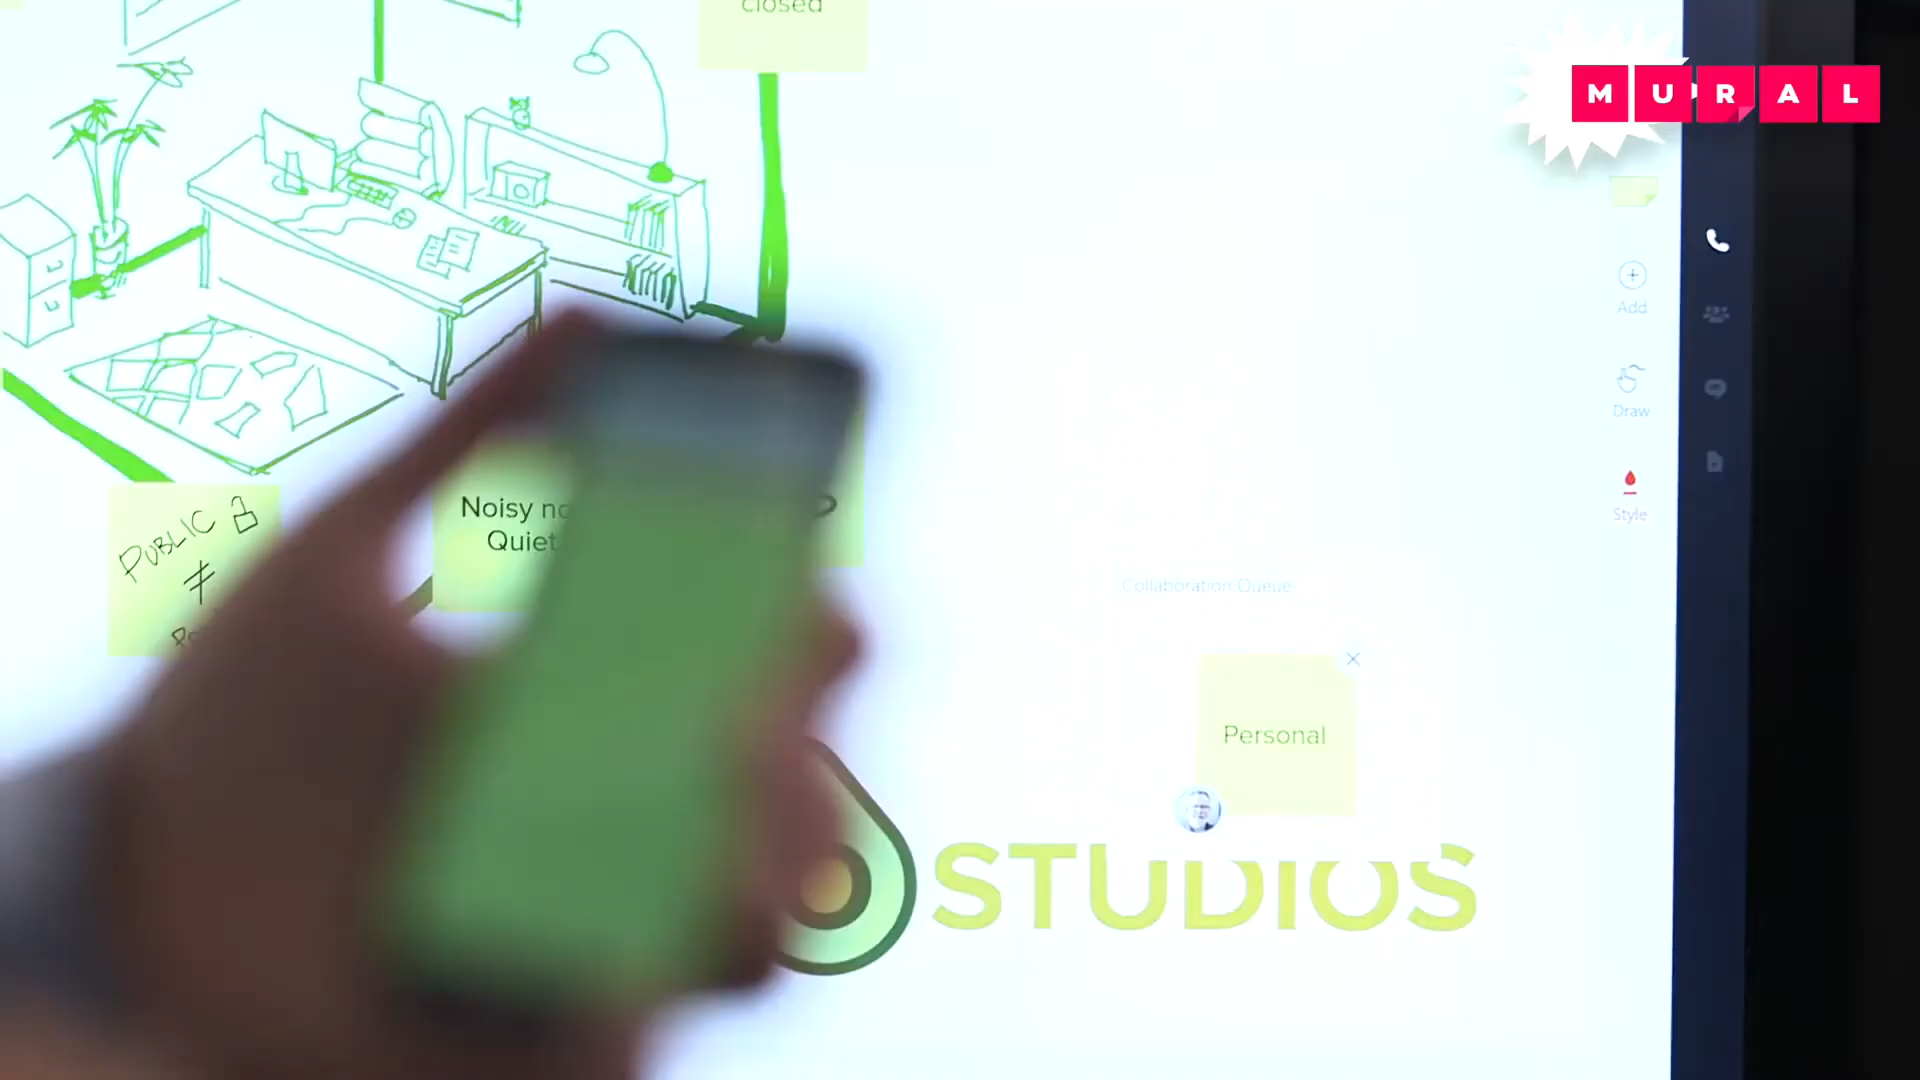 closed
MURAL
Add
Draw
Style
PUBLIC
≠
Noisy
Quiet
Collaboration Queue
Personal
STUDIOS